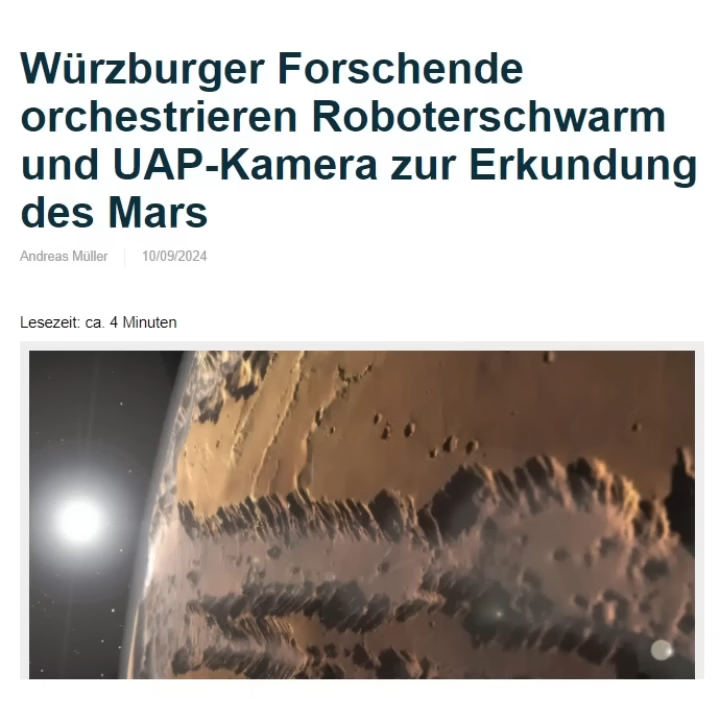 Würzburger Forschende
orchestrieren Roboterschwarm
und UAP-Kamera zur Erkundung
des Mars
Andreas Müller 10/09/2024
Lesezeit: ca. 4 Minuten